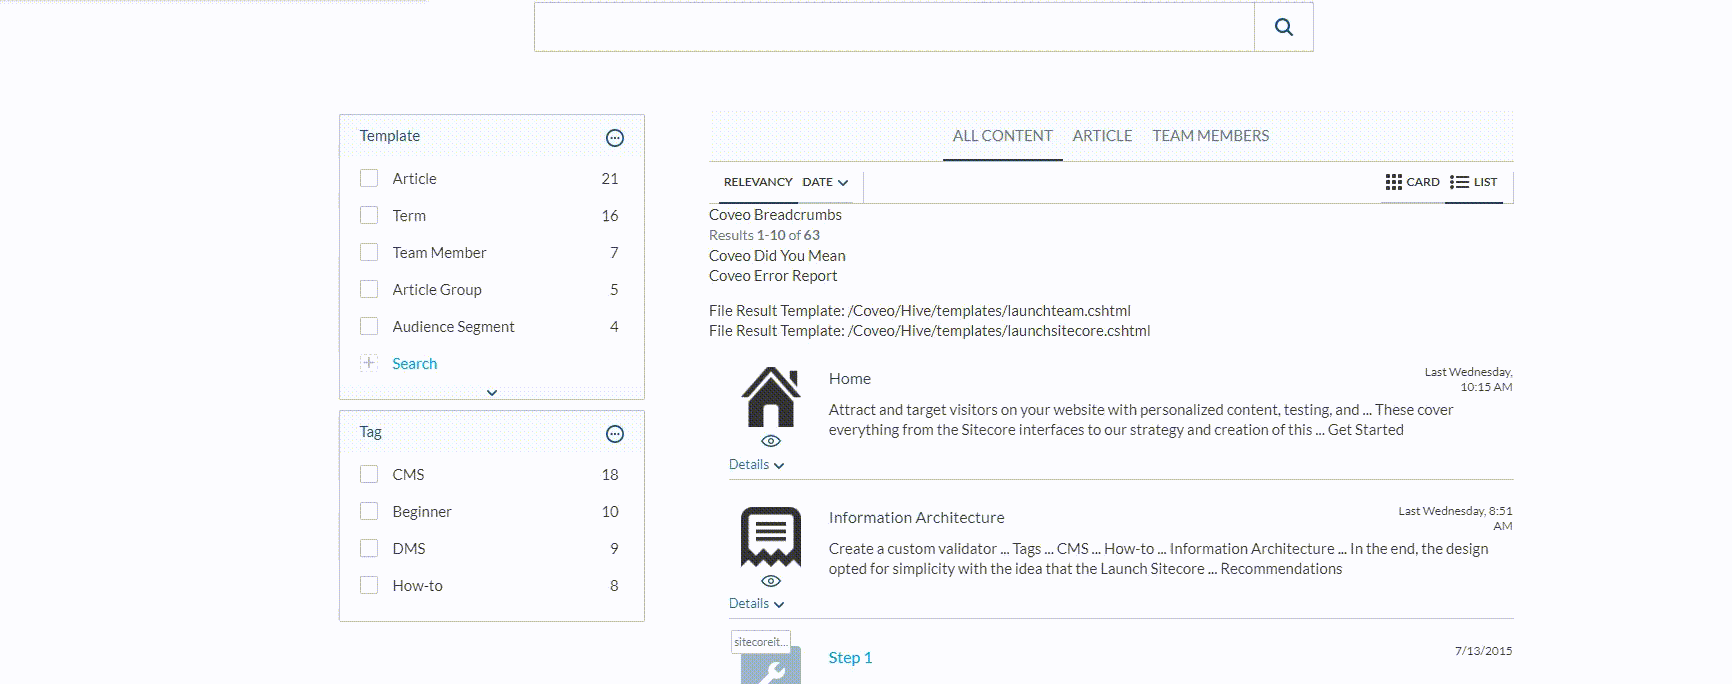 Template
Article 21
Term 16
Team Member 7
Article Group 5
Audience Segment 4
Search
Tag
CMS 18
Beginner 10
DMS 9
How-to 8
ALL CONTENT ARTICLE TEAM MEMBERS
RELEVANCY DATE CARD LIST
Coveo Breadcrumbs
Results 1-10 of 63
Coveo Did You Mean
Coveo Error Report
File Result Template: /Coveo/Hive/templates/launchteam.cshtml
File Result Template: /Coveo/Hive/templates/launchsitecore.cshtml
Home
Last Wednesday,
10:15 AM
Attract and target visitors on your website with personalized content, testing, and ... These cover
everything from the Sitecore interfaces to our strategy and creation of this ... Get Started
Details
Information Architecture
Last Wednesday, 8:51
AM
Create a custom validator ... Tags ... CMS ... How-to ... Information Architecture ... In the end, the design
opted for simplicity with the idea that the Launch Sitecore ... Recommendations
Details
sitecoreit...
Step 1
7/13/2015